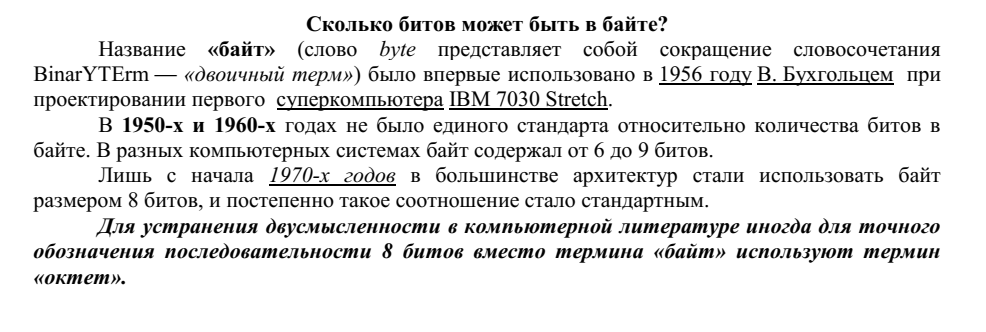 Сколько битов может быть в байте?
Название «байт» (слово byte представляет собой сокращение словосочетания
BinarYTErm — «двоичный терм») было впервые использовано в 1956 году В. Бухгольцем при
проектировании первого суперкомпьютера IBM 7030 Stretch.
В 1950-х и 1960-х годах не было единого стандарта относительно количества битов в
байте. В разных компьютерных системах байт содержал от 6 до 9 битов.
Лишь с начала 1970-х годов в большинстве архитектур стали использовать байт
размером 8 битов, и постепенно такое соотношение стало стандартным.
Для устранения двусмысленности в компьютерной литературе иногда для точного
обозначения последовательности 8 битов вместо термина «байт» используют термин
«октет».